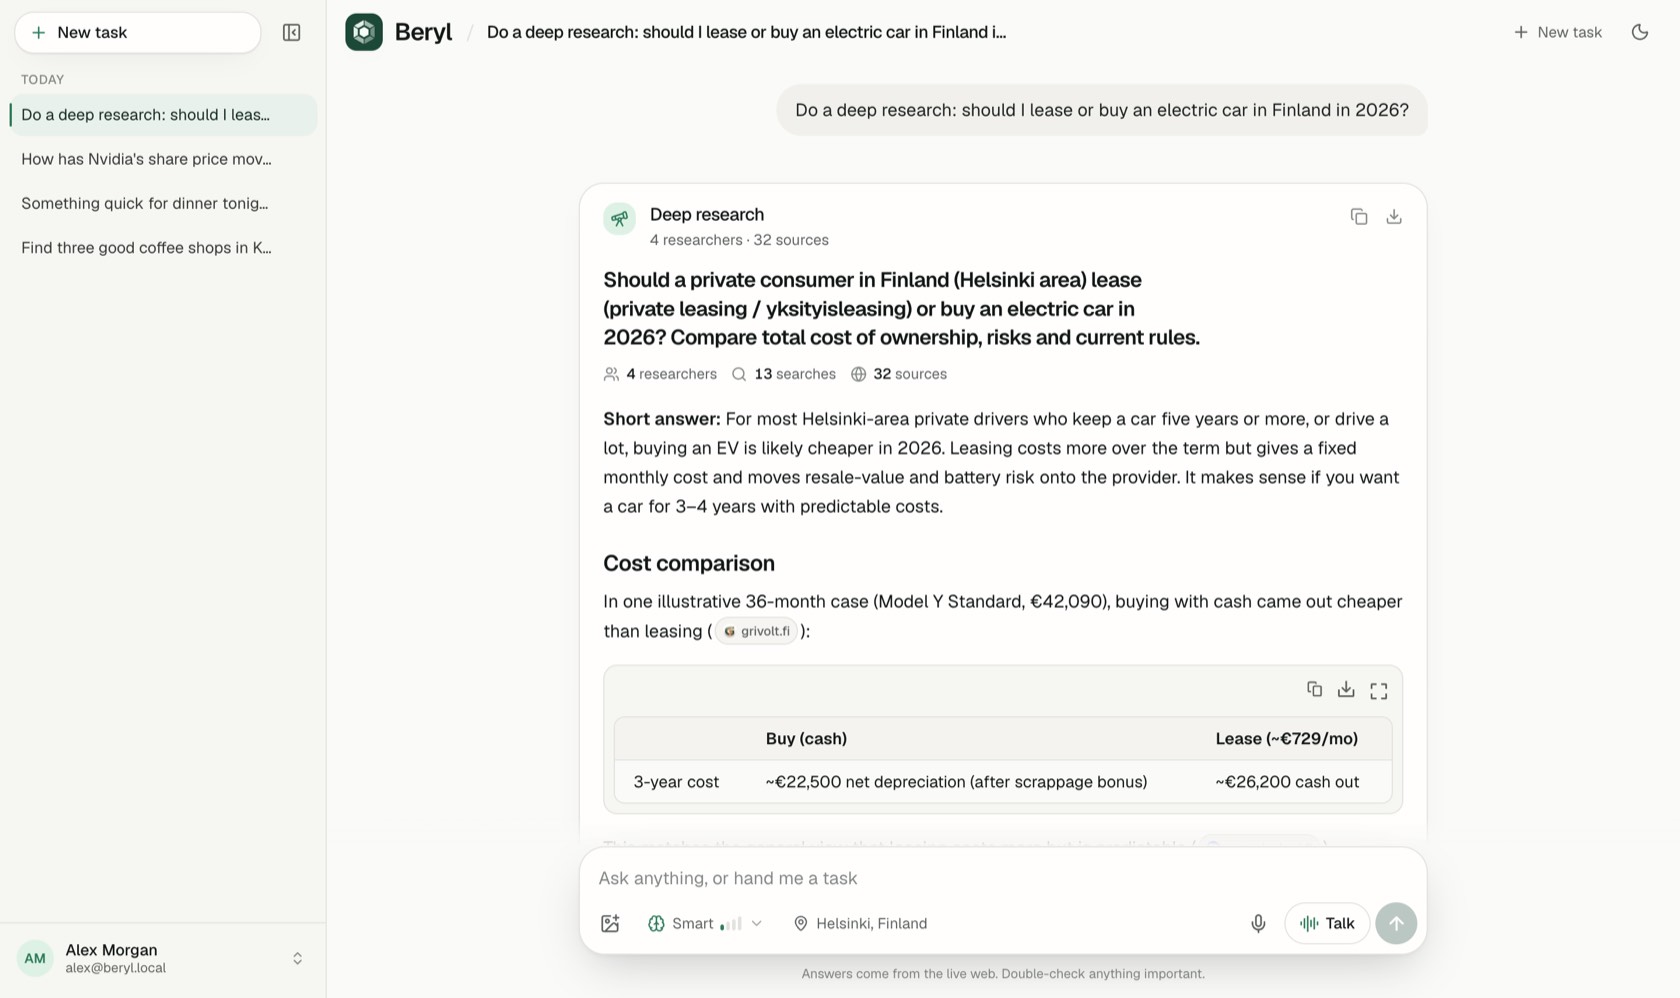 New task
TODAY
Do a deep research: should I leas...
How has Nvidia's share price mov...
Something quick for dinner tonig...
Find three good coffee shops in K...
Alex Morgan
alex@beryl.local
AM
Beryl / Do a deep research: should I lease or buy an electric car in Finland i...
New task
Do a deep research: should I lease or buy an electric car in Finland in 2026?
Deep research
4 researchers · 32 sources
Should a private consumer in Finland (Helsinki area) lease
(private leasing / yksityisleasing) or buy an electric car in
2026? Compare total cost of ownership, risks and current rules.
4 researchers 13 searches 32 sources
Short answer: For most Helsinki-area private drivers who keep a car five years or more, or drive a
lot, buying an EV is likely cheaper in 2026. Leasing costs more over the term but gives a fixed
monthly cost and moves resale-value and battery risk onto the provider. It makes sense if you want
a car for 3–4 years with predictable costs.
Cost comparison
In one illustrative 36-month case (Model Y Standard, €42,090), buying with cash came out cheaper
than leasing ( grivolt.fi ):
Buy (cash) Lease (~€729/mo)
3-year cost ~€22,500 net depreciation (after scrappage bonus) ~€26,200 cash out
Ask anything, or hand me a task
Smart Helsinki, Finland Talk
Answers come from the live web. Double-check anything important.